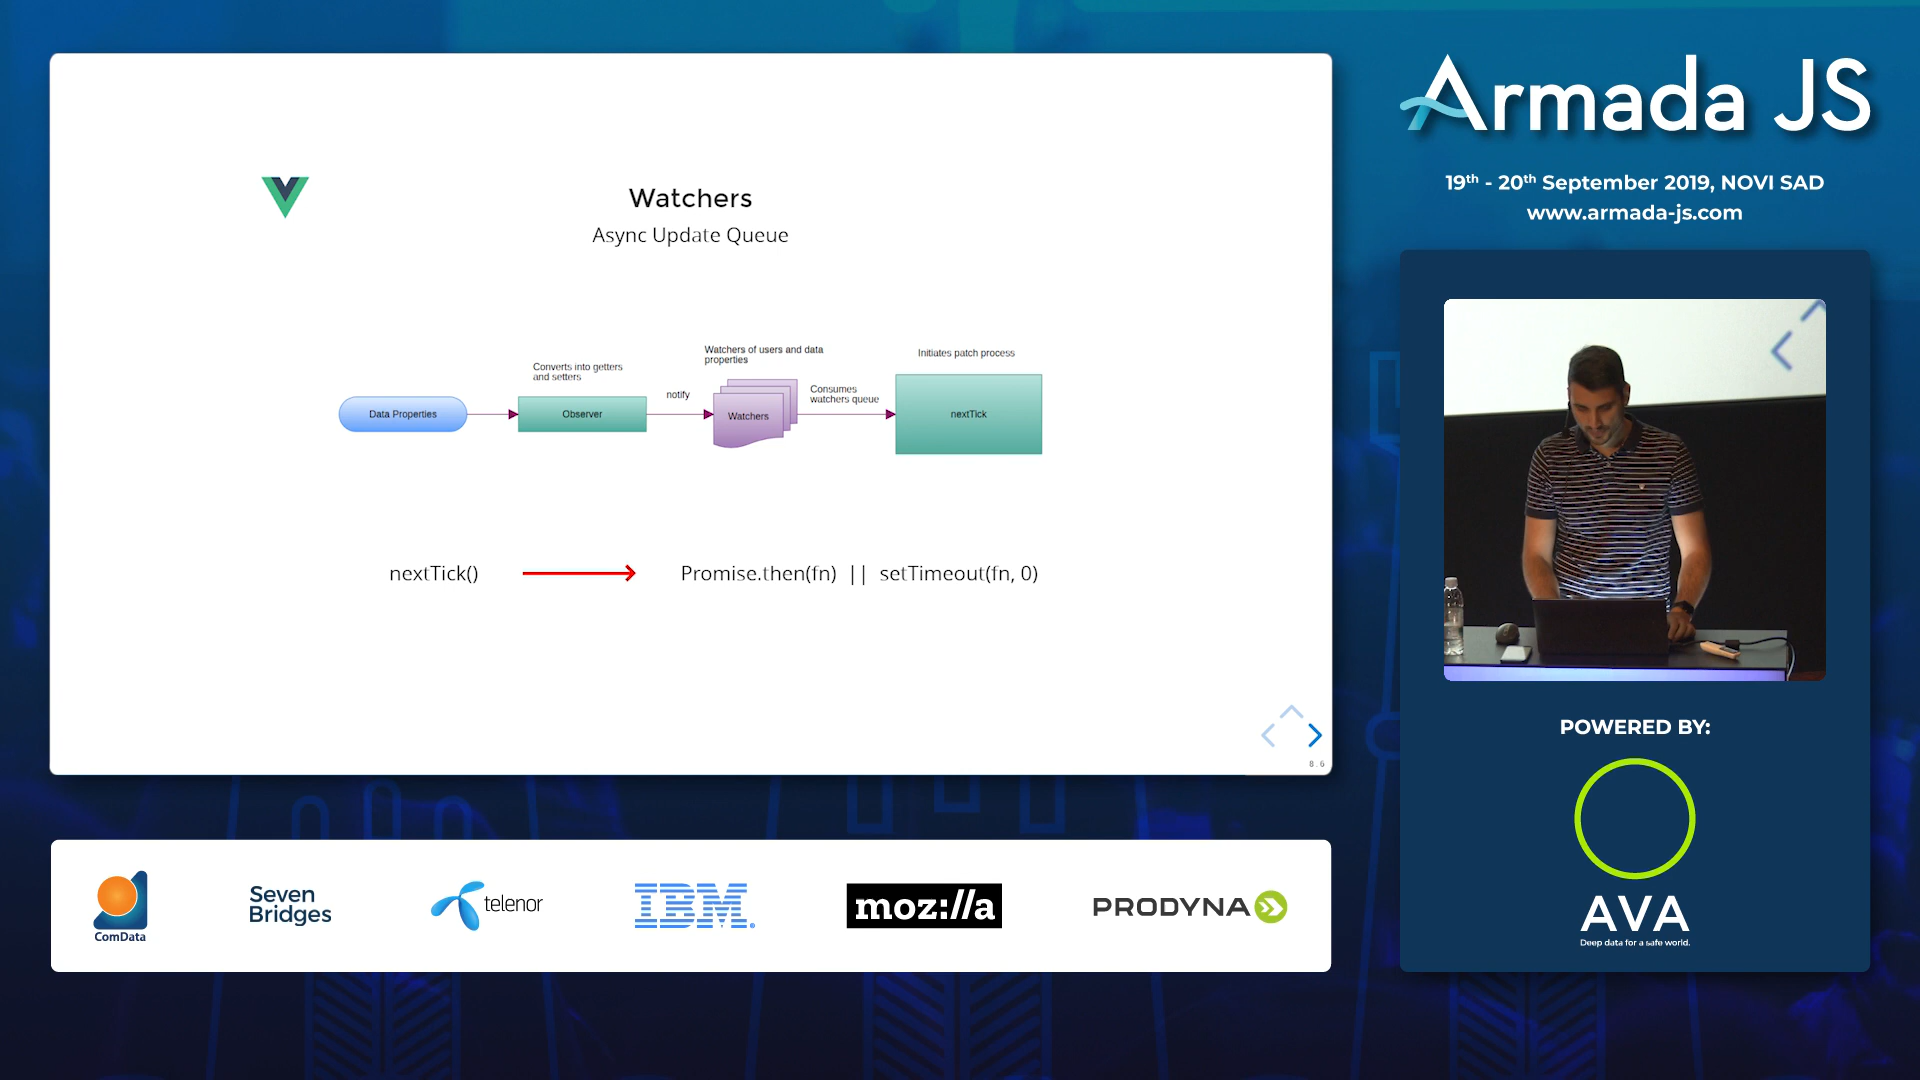 Watchers
Async Update Queue
Converts into getters
and setters
Watchers of users and data
properties
Initiates patch process
Data Properties
Observer
notify
Watchers
Consumes
watchers queue
nextTick
nextTick()
Promise.then(fn) || setTimeout(fn, 0)
8.6
ComData
Seven
Bridges
telenor
IBM
moz://a
PRODYNA
Armada JS
19th - 20th September 2019, NOVI SAD
www.armada-js.com
POWERED BY:
AVA
Deep data for a safe world.